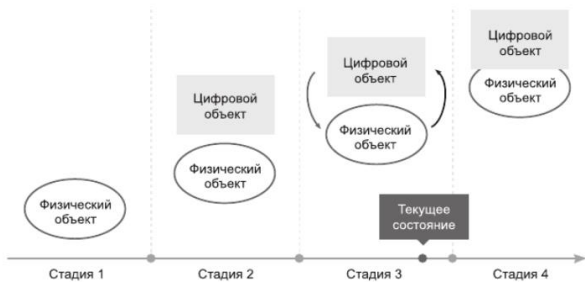 Цифровой
объект
Физический
объект
Цифровой
объект
Физический
объект
Цифровой
объект
Физический
объект
Физический
объект
Текущее
состояние
Стадия 1
Стадия 2
Стадия 3
Стадия 4